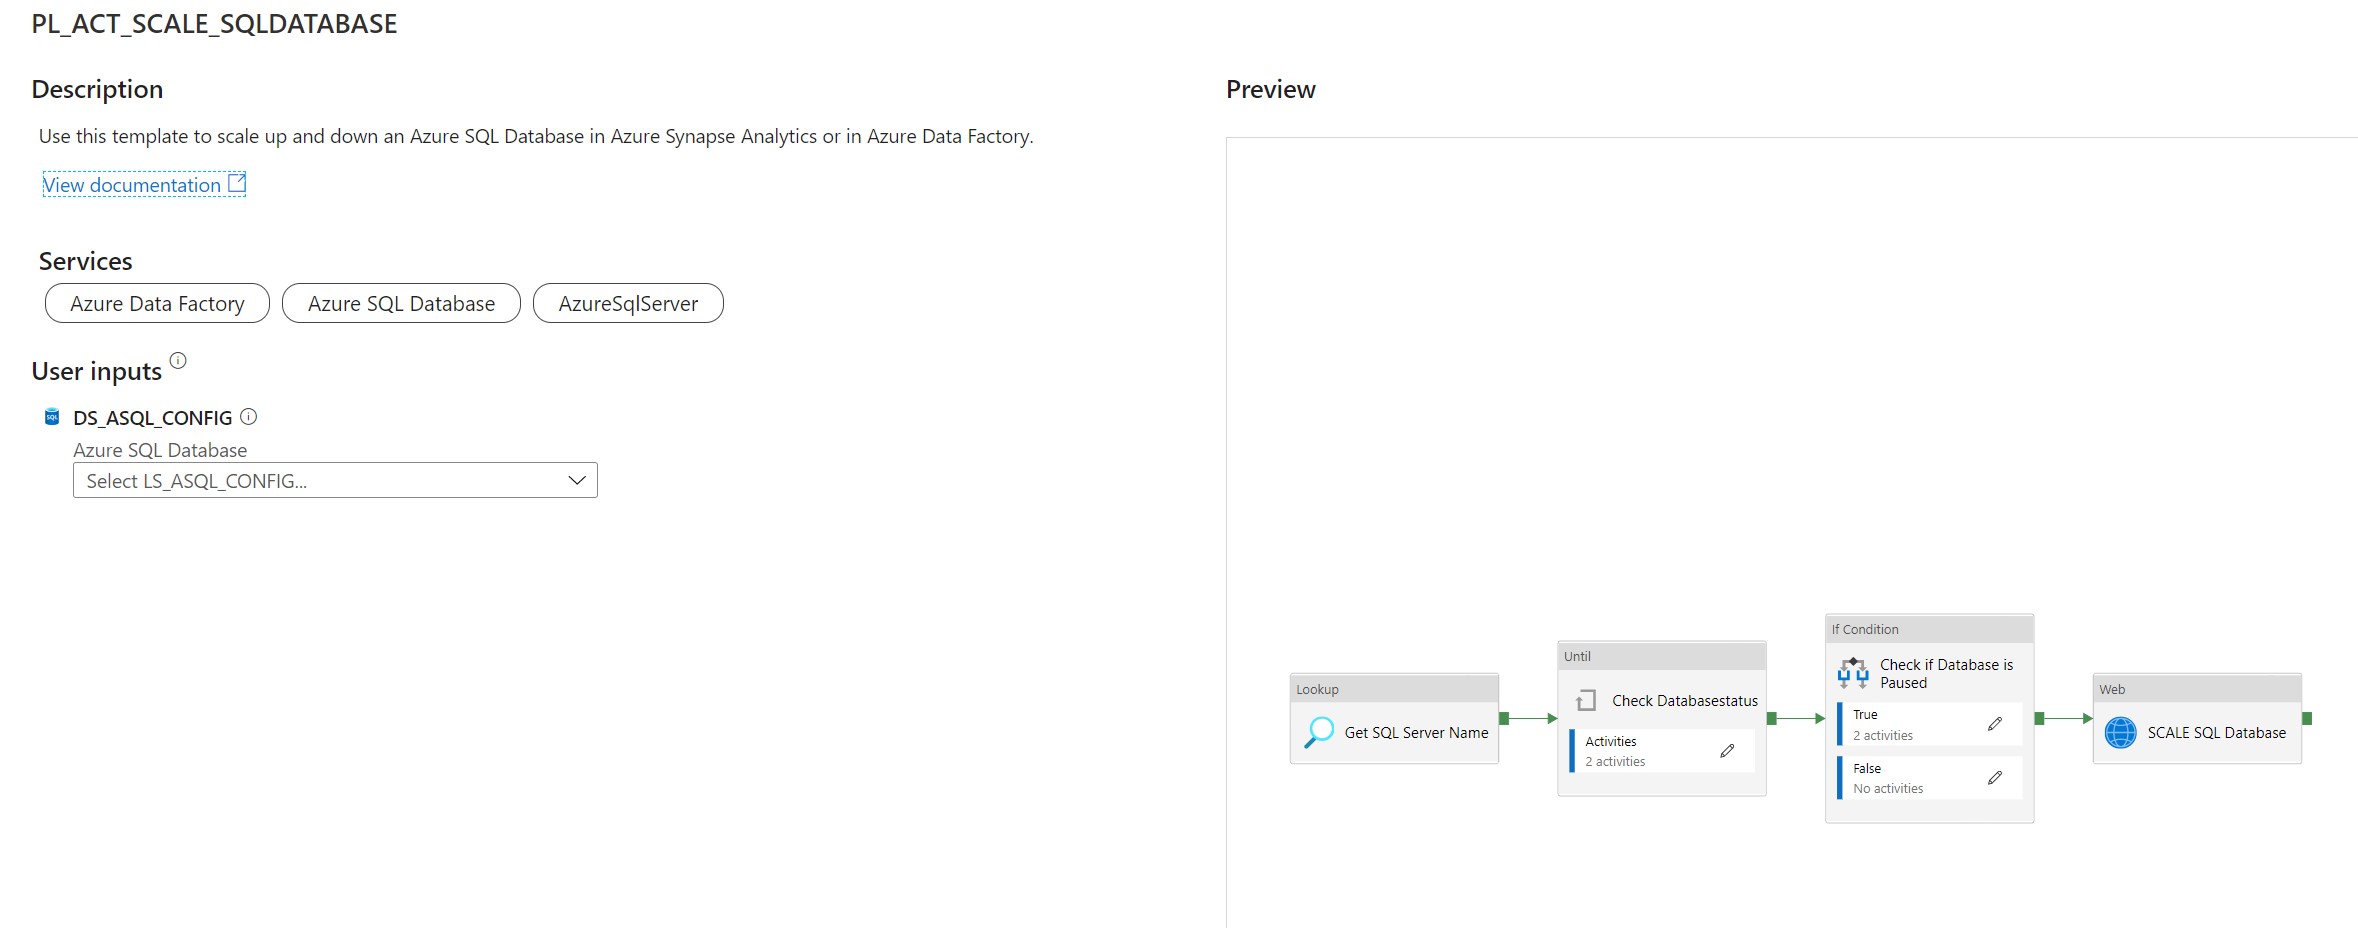 PL_ACT_SCALE_SQLDATABASE
Description
Use this template to scale up and down an Azure SQL Database in Azure Synapse Analytics or in Azure Data Factory.
View documentation
Services
Azure Data Factory
Azure SQL Database
AzureSqlServer
User inputs
DS_ASQL_CONFIG
Azure SQL Database
Select LS_ASQL_CONFIG...
Preview
Lookup
Get SQL Server Name
Until
Check Databasestatus
Activities
2 activities
If Condition
Check if Database is
Paused
True
2 activities
False
No activities
Web
SCALE SQL Database